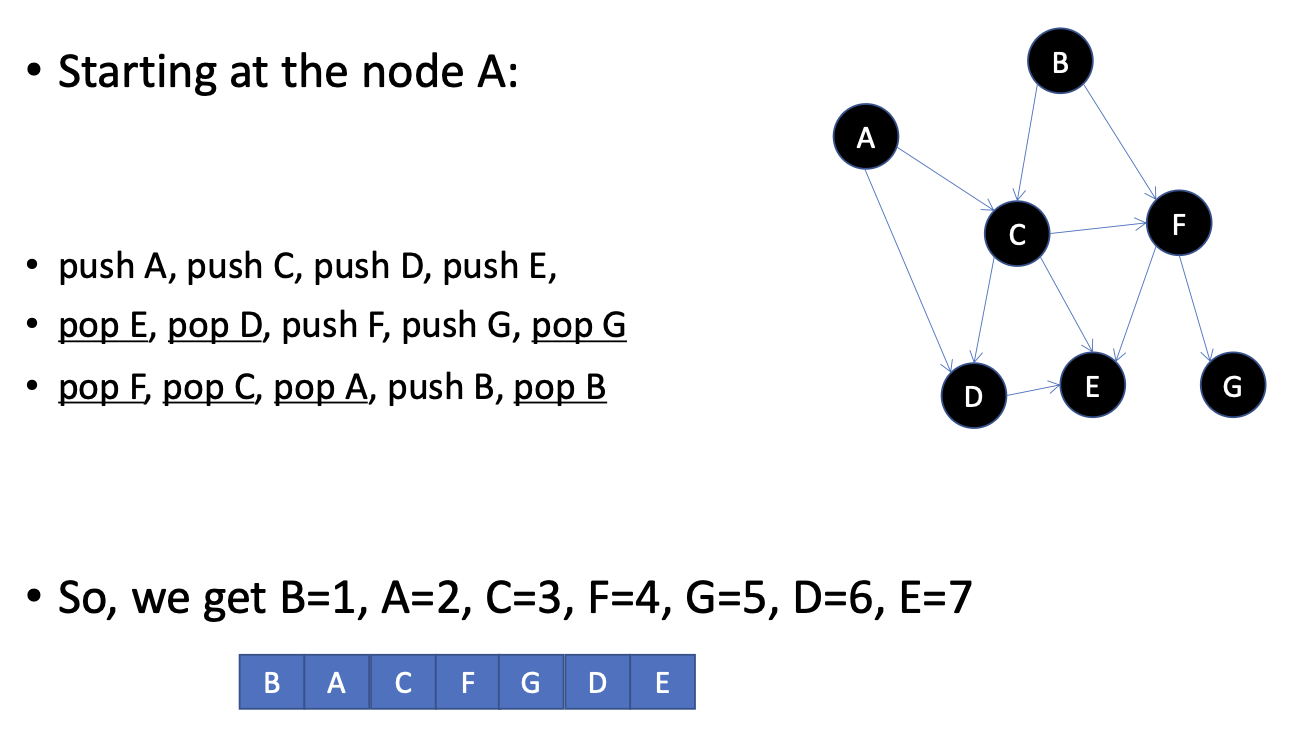 • Starting at the node A:
• push A, push C, push D, push E,
• pop E, pop D, push F, push G, pop G
• pop F, pop C, pop A, push B, pop B
• So, we get B=1, A=2, C=3, F=4, G=5, D=6, E=7
B A C F G D E
B
A
C
F
D
E
G